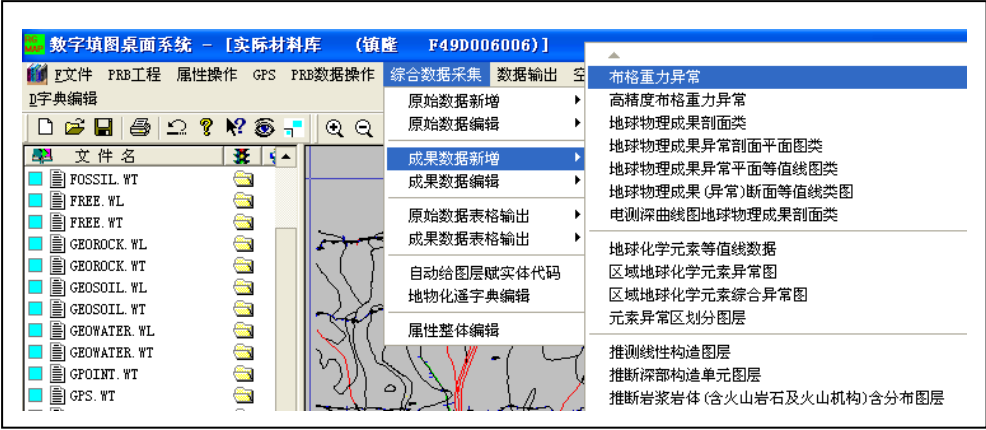 RG MAP 数字填图桌面系统 - [实际材料库 (镇隆 F49D006006)]
F文件 PRB工程 属性操作 GPS PRB数据操作 综合数据采集 数据输出
D字典编辑
文件名
FOSSIL.WT
FREE.WL
FREE.WT
GEOROCK.WL
GEOROCK.WT
GEOSOIL.WL
GEOSOIL.WT
GEOWATER.WL
GEOWATER.WT
GPOINT.WT
GPS.WT
原始数据新增
原始数据编辑
成果数据新增
成果数据编辑
原始数据表格输出
成果数据表格输出
自动给图层赋实体代码
地物化遥字典编辑
属性整体编辑
布格重力异常
高精度布格重力异常
地球物理成果剖面类
地球物理成果异常剖面平面图类
地球物理成果异常平面等值线图类
地球物理成果(异常)断面等值线类图
电测深曲线图地球物理成果剖面类
地球化学元素等值线数据
区域地球化学元素异常图
区域地球化学元素综合异常图
元素异常区划分图层
推测线性构造图层
推断深部构造单元图层
推断岩浆岩体(含火山岩石及火山机构)含分布图层